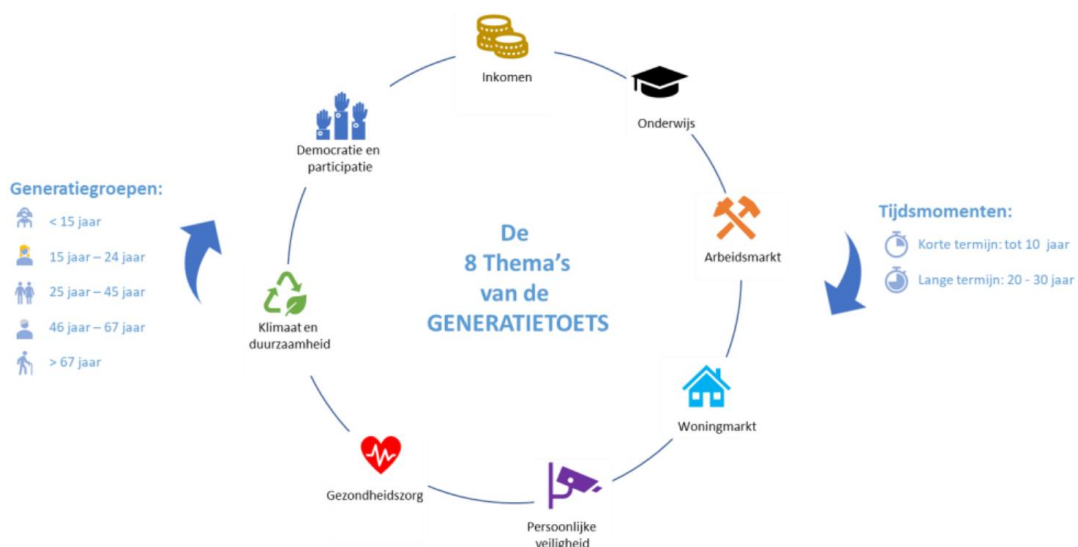 Inkomen
Onderwijs
Democratie en
participatie
Generatiegroepen:
< 15 jaar
15 jaar – 24 jaar
25 jaar – 45 jaar
46 jaar – 67 jaar
> 67 jaar
De
8 Thema's
van de
GENERATIETOETS
Arbeidsmarkt
Tijdsmomenten:
Korte termijn: tot 10 jaar
Lange termijn: 20 - 30 jaar
Klimaat en
duurzaamheid
Woningmarkt
Gezondheidszorg
Persoonlijke
veiligheid